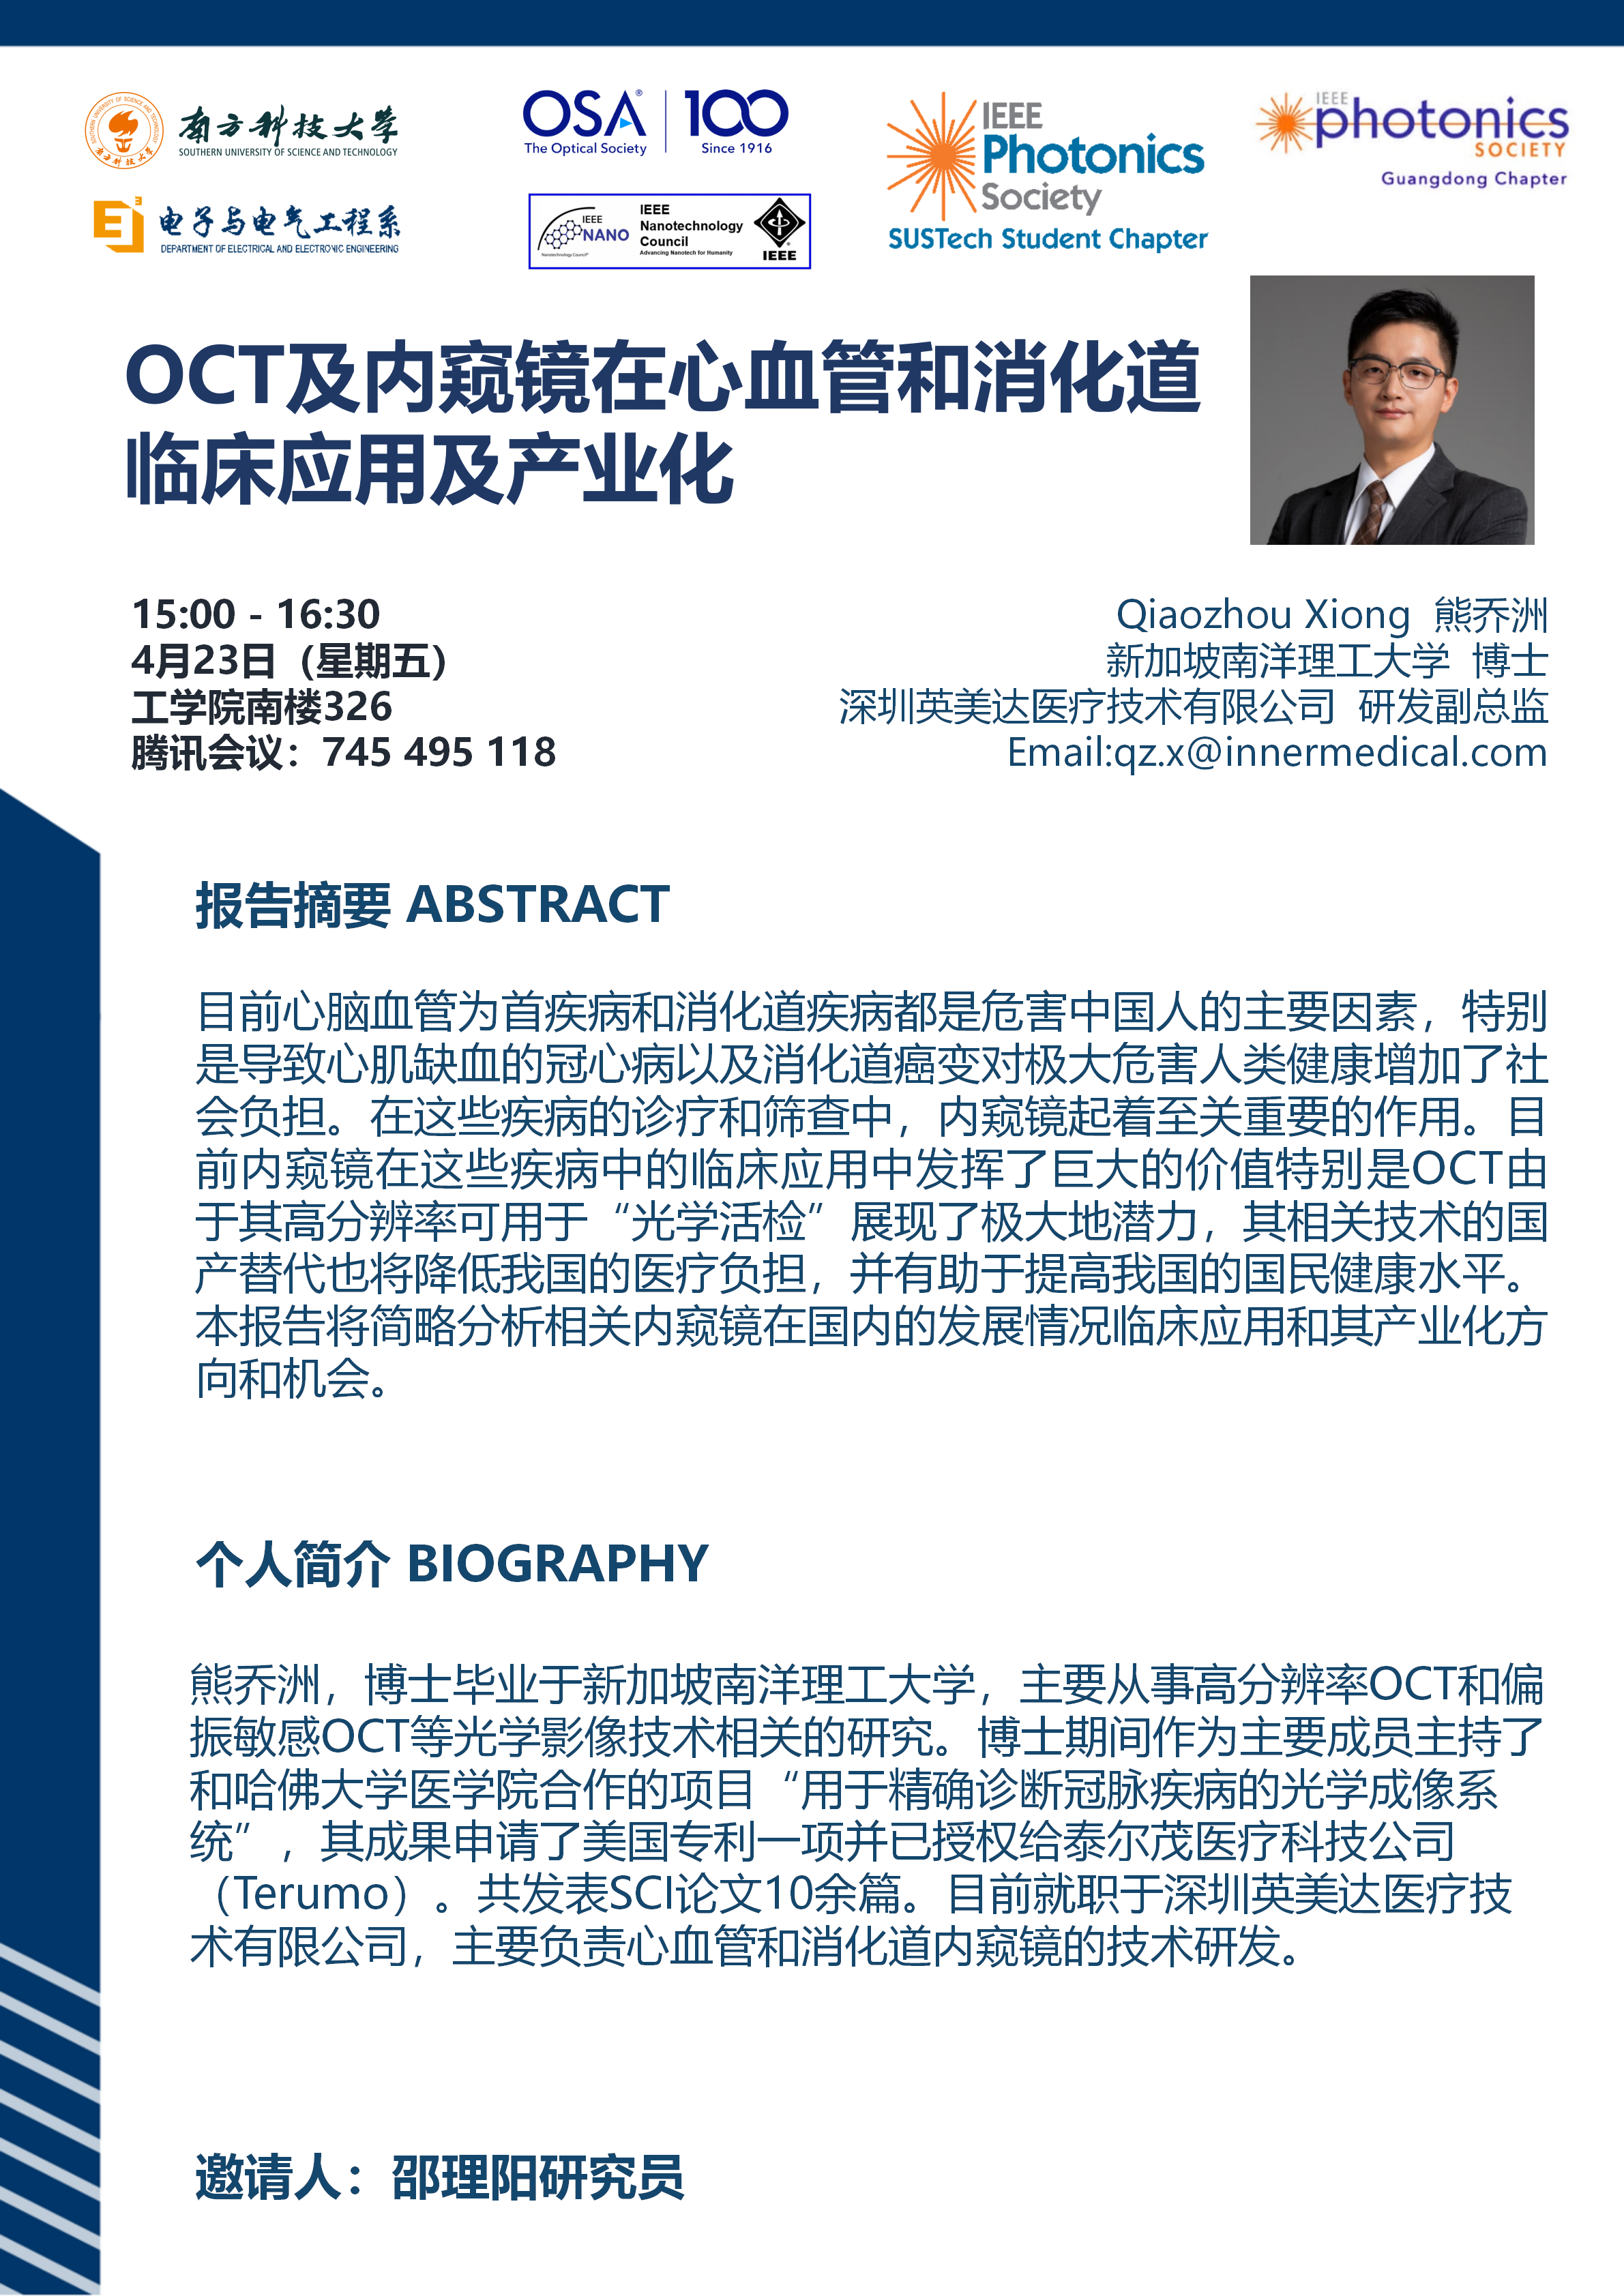 南方科技大学
SOUTHERN UNIVERSITY OF SCIENCE AND TECHNOLOGY
电子与电气工程系
DEPARTMENT OF ELECTRICAL AND ELECTRONIC ENGINEERING
OSA® 100
The Optical Society Since 1916
IEEE
NANO
Nanotechnology Council
IEEE
Nanotechnology
Council
Advancing Nanotech for Humanity
IEEE
IEEE
Photonics
Society
SUSTech Student Chapter
IEEE
photonics
SOCIETY
Guangdong Chapter
OCT及内窥镜在心血管和消化道
临床应用及产业化
15:00 - 16:30
4月23日（星期五）
工学院南楼326
腾讯会议：745 495 118
Qiaozhou Xiong 熊乔洲
新加坡南洋理工大学 博士
深圳英美达医疗技术有限公司 研发副总监
Email:qz.x@innermedical.com
报告摘要 ABSTRACT
目前心脑血管为首疾病和消化道疾病都是危害中国人的主要因素，特别
是导致心肌缺血的冠心病以及消化道癌变对极大危害人类健康增加了社
会负担。在这些疾病的诊疗和筛查中，内窥镜起着至关重要的作用。目
前内窥镜在这些疾病中的临床应用中发挥了巨大的价值特别是OCT由
于其高分辨率可用于“光学活检”展现了极大地潜力，其相关技术的国
产替代也将降低我国的医疗负担，并有助于提高我国的国民健康水平。
本报告将简略分析相关内窥镜在国内的发展情况临床应用和其产业化方
向和机会。
个人简介 BIOGRAPHY
熊乔洲，博士毕业于新加坡南洋理工大学，主要从事高分辨率OCT和偏
振敏感OCT等光学影像技术相关的研究。博士期间作为主要成员主持了
和哈佛大学医学院合作的项目“用于精确诊断冠脉疾病的光学成像系
统”，其成果申请了美国专利一项并已授权给泰尔茂医疗科技公司
（Terumo）。共发表SCI论文10余篇。目前就职于深圳英美达医疗技
术有限公司，主要负责心血管和消化道内窥镜的技术研发。
邀请人：邵理阳研究员